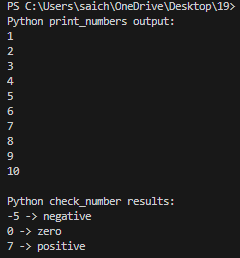 PS C:\Users\saich\OneDrive\Desktop\19>
Python print_numbers output:
1
2
3
4
5
6
7
8
9
10
Python check_number results:
-5 -> negative
0 -> zero
7 -> positive